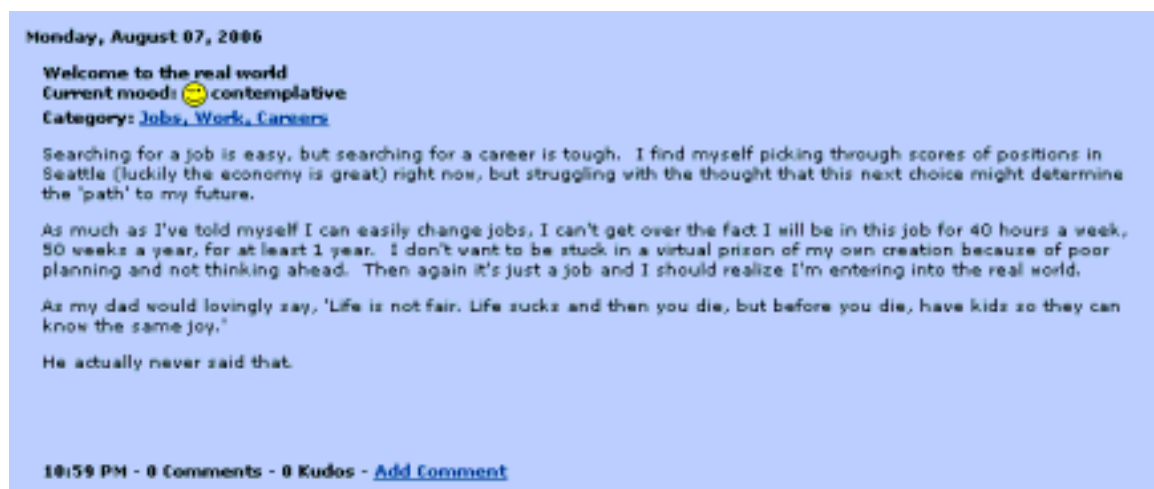 Monday, August 07, 2006
Welcome to the real world
Current mood: contemplative
Category: Jobs, Work, Careers
Searching for a job is easy, but searching for a career is tough.  I find myself picking through scores of positions in
Seattle (luckily the economy is great) right now, but struggling with the thought that this next choice might determine
the 'path' to my future.
As much as I've told myself I can easily change jobs, I can't get over the fact I will be in this job for 40 hours a week,
50 weeks a year, for at least 1 year.  I don't want to be stuck in a virtual prison of my own creation because of poor
planning and not thinking ahead.  Then again it's just a job and I should realize I'm entering into the real world.
As my dad would lovingly say, 'Life is not fair. Life sucks and then you die, but before you die, have kids so they can
know the same joy.'
He actually never said that.
10:59 PM - 0 Comments - 0 Kudos - Add Comment